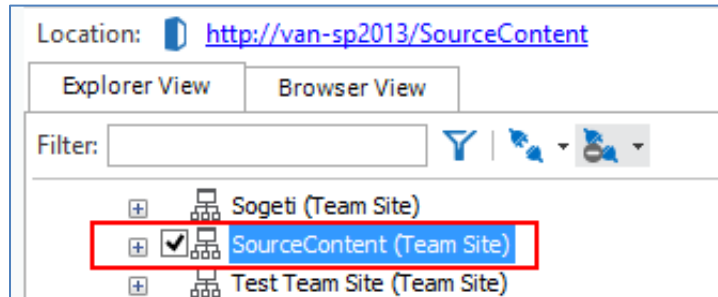 Location: http://van-sp2013/SourceContent
Explorer View Browser View
Filter:
Sogeti (Team Site)
SourceContent (Team Site)
Test Team Site (Team Site)